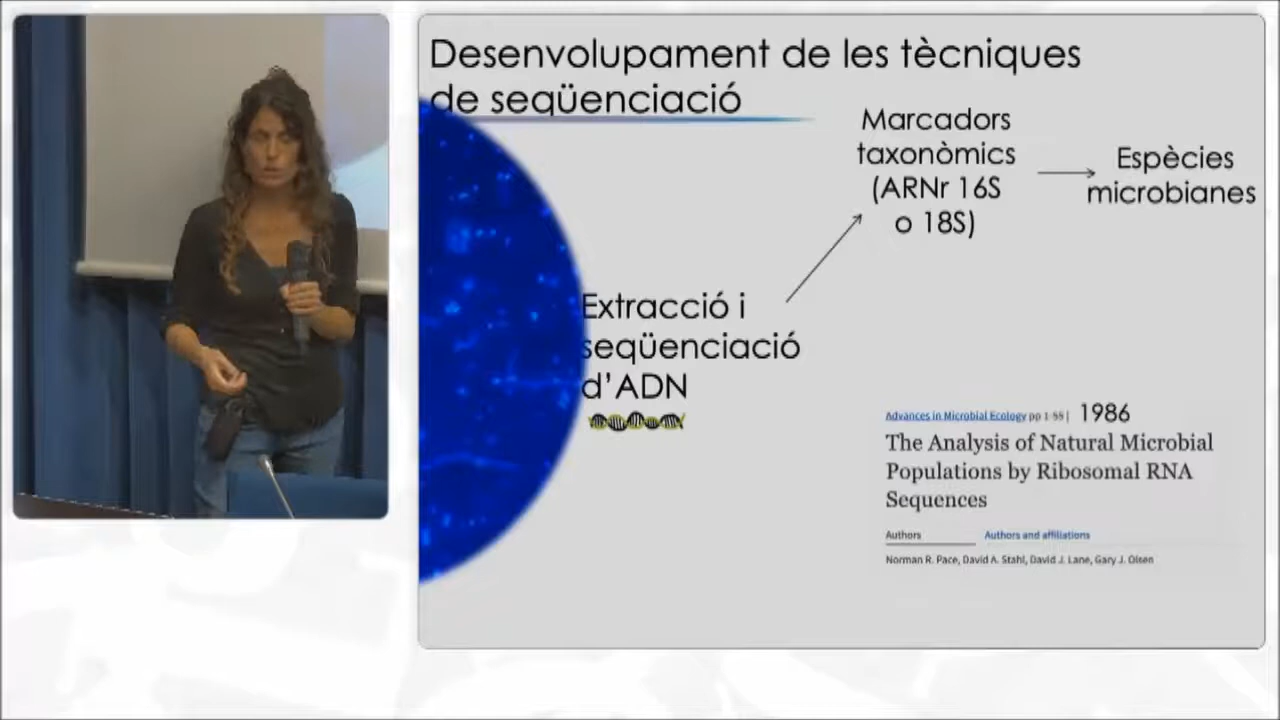 Desenvolupament de les tècniques
de seqüenciació
Marcadors
taxonòmics
(ARNr 16S
o 18S)
Espècies
microbianes
Extracció i
seqüenciació
d'ADN
Advances in Microbial Ecology pp 1-55 | 1986
The Analysis of Natural Microbial
Populations by Ribosomal RNA
Sequences
Authors Authors and affiliations
Norman R. Pace, David A. Stahl, David J. Lane, Gary J. Olsen